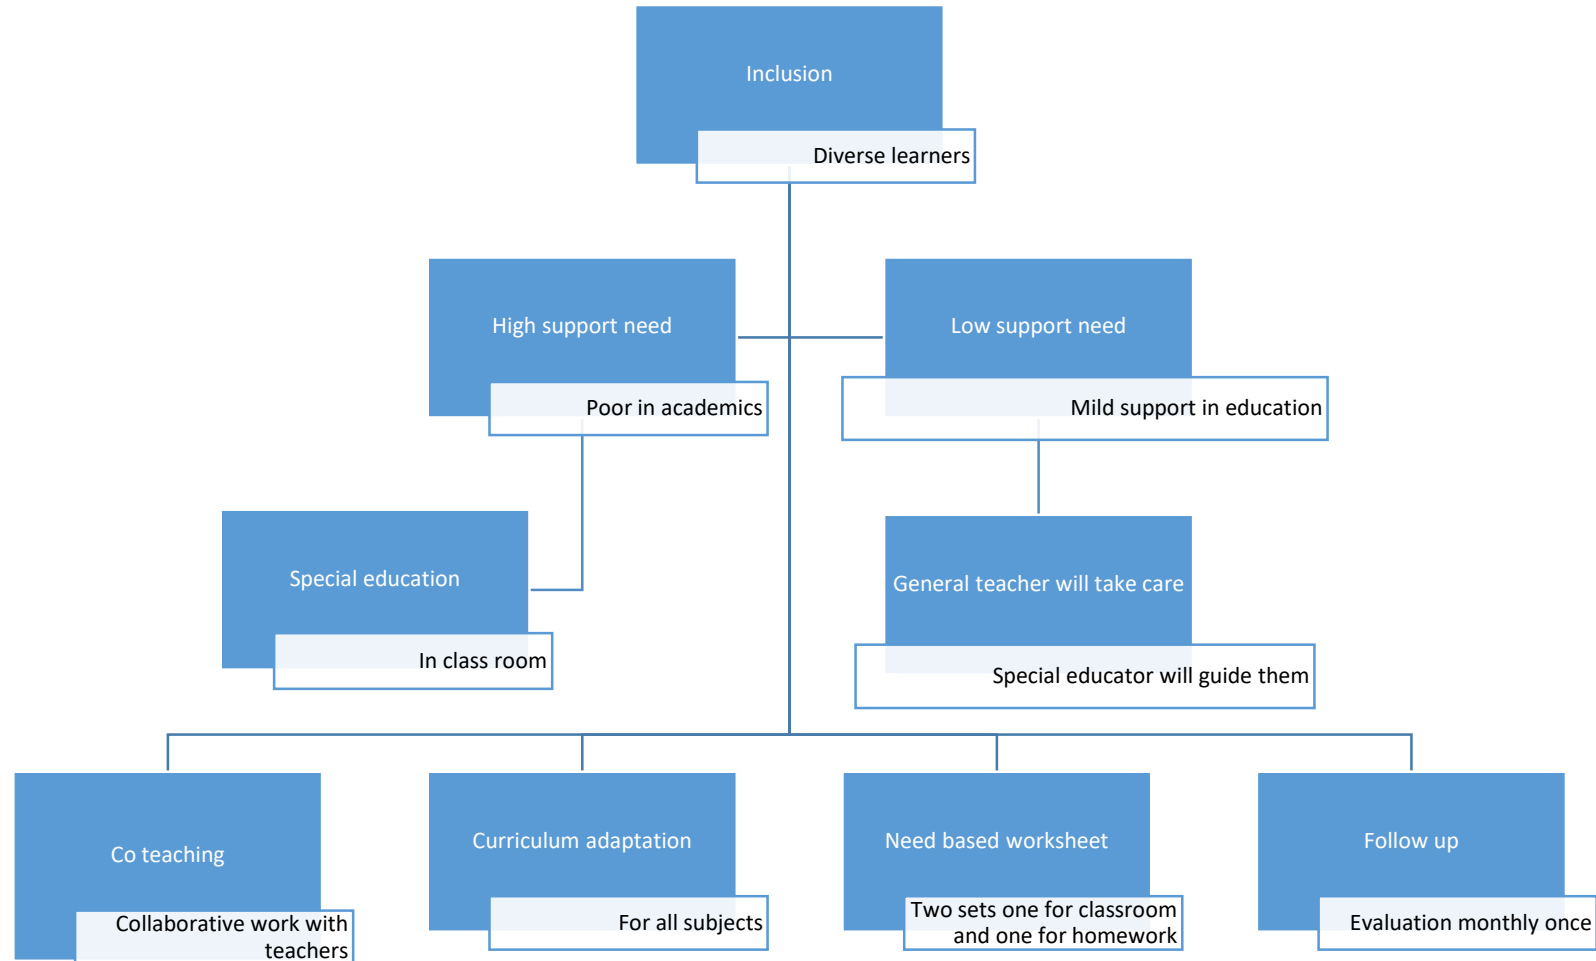 Inclusion
Diverse learners
High support need
Poor in academics
Low support need
Mild support in education
Special education
In class room
General teacher will take care
Special educator will guide them
Co teaching
Collaborative work with
teachers
Curriculum adaptation
For all subjects
Need based worksheet
Two sets one for classroom
and one for homework
Follow up
Evaluation monthly once